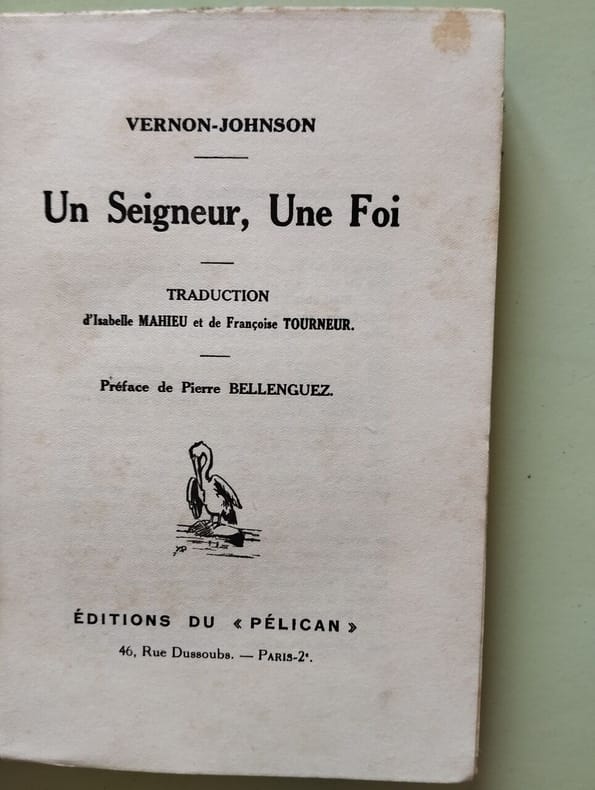 VERNON-JOHNSON
Un Seigneur, Une Foi
TRADUCTION
d'Isabelle MAHIEU et de Françoise TOURNEUR.
Préface de Pierre BELLENGUEZ.
ÉDITIONS DU « PÉLICAN »
46, Rue Dussoubs. — PARIS-2e.